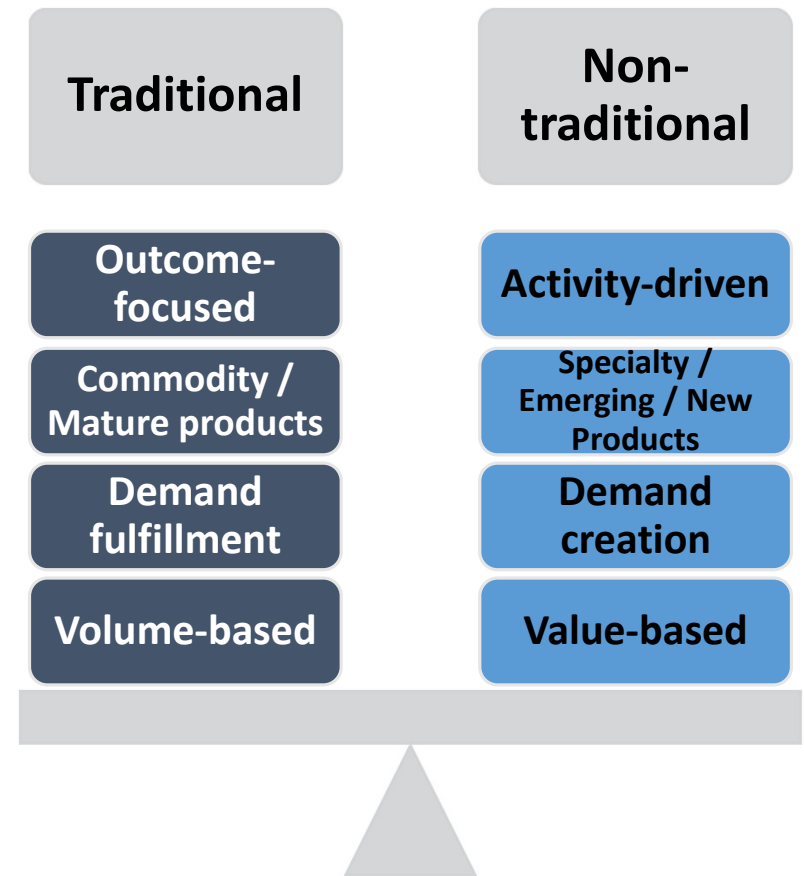 Traditional
Non-
traditional
Outcome-
focused
Activity-driven
Commodity /
Mature products
Specialty /
Emerging / New
Products
Demand
fulfillment
Demand
creation
Volume-based
Value-based